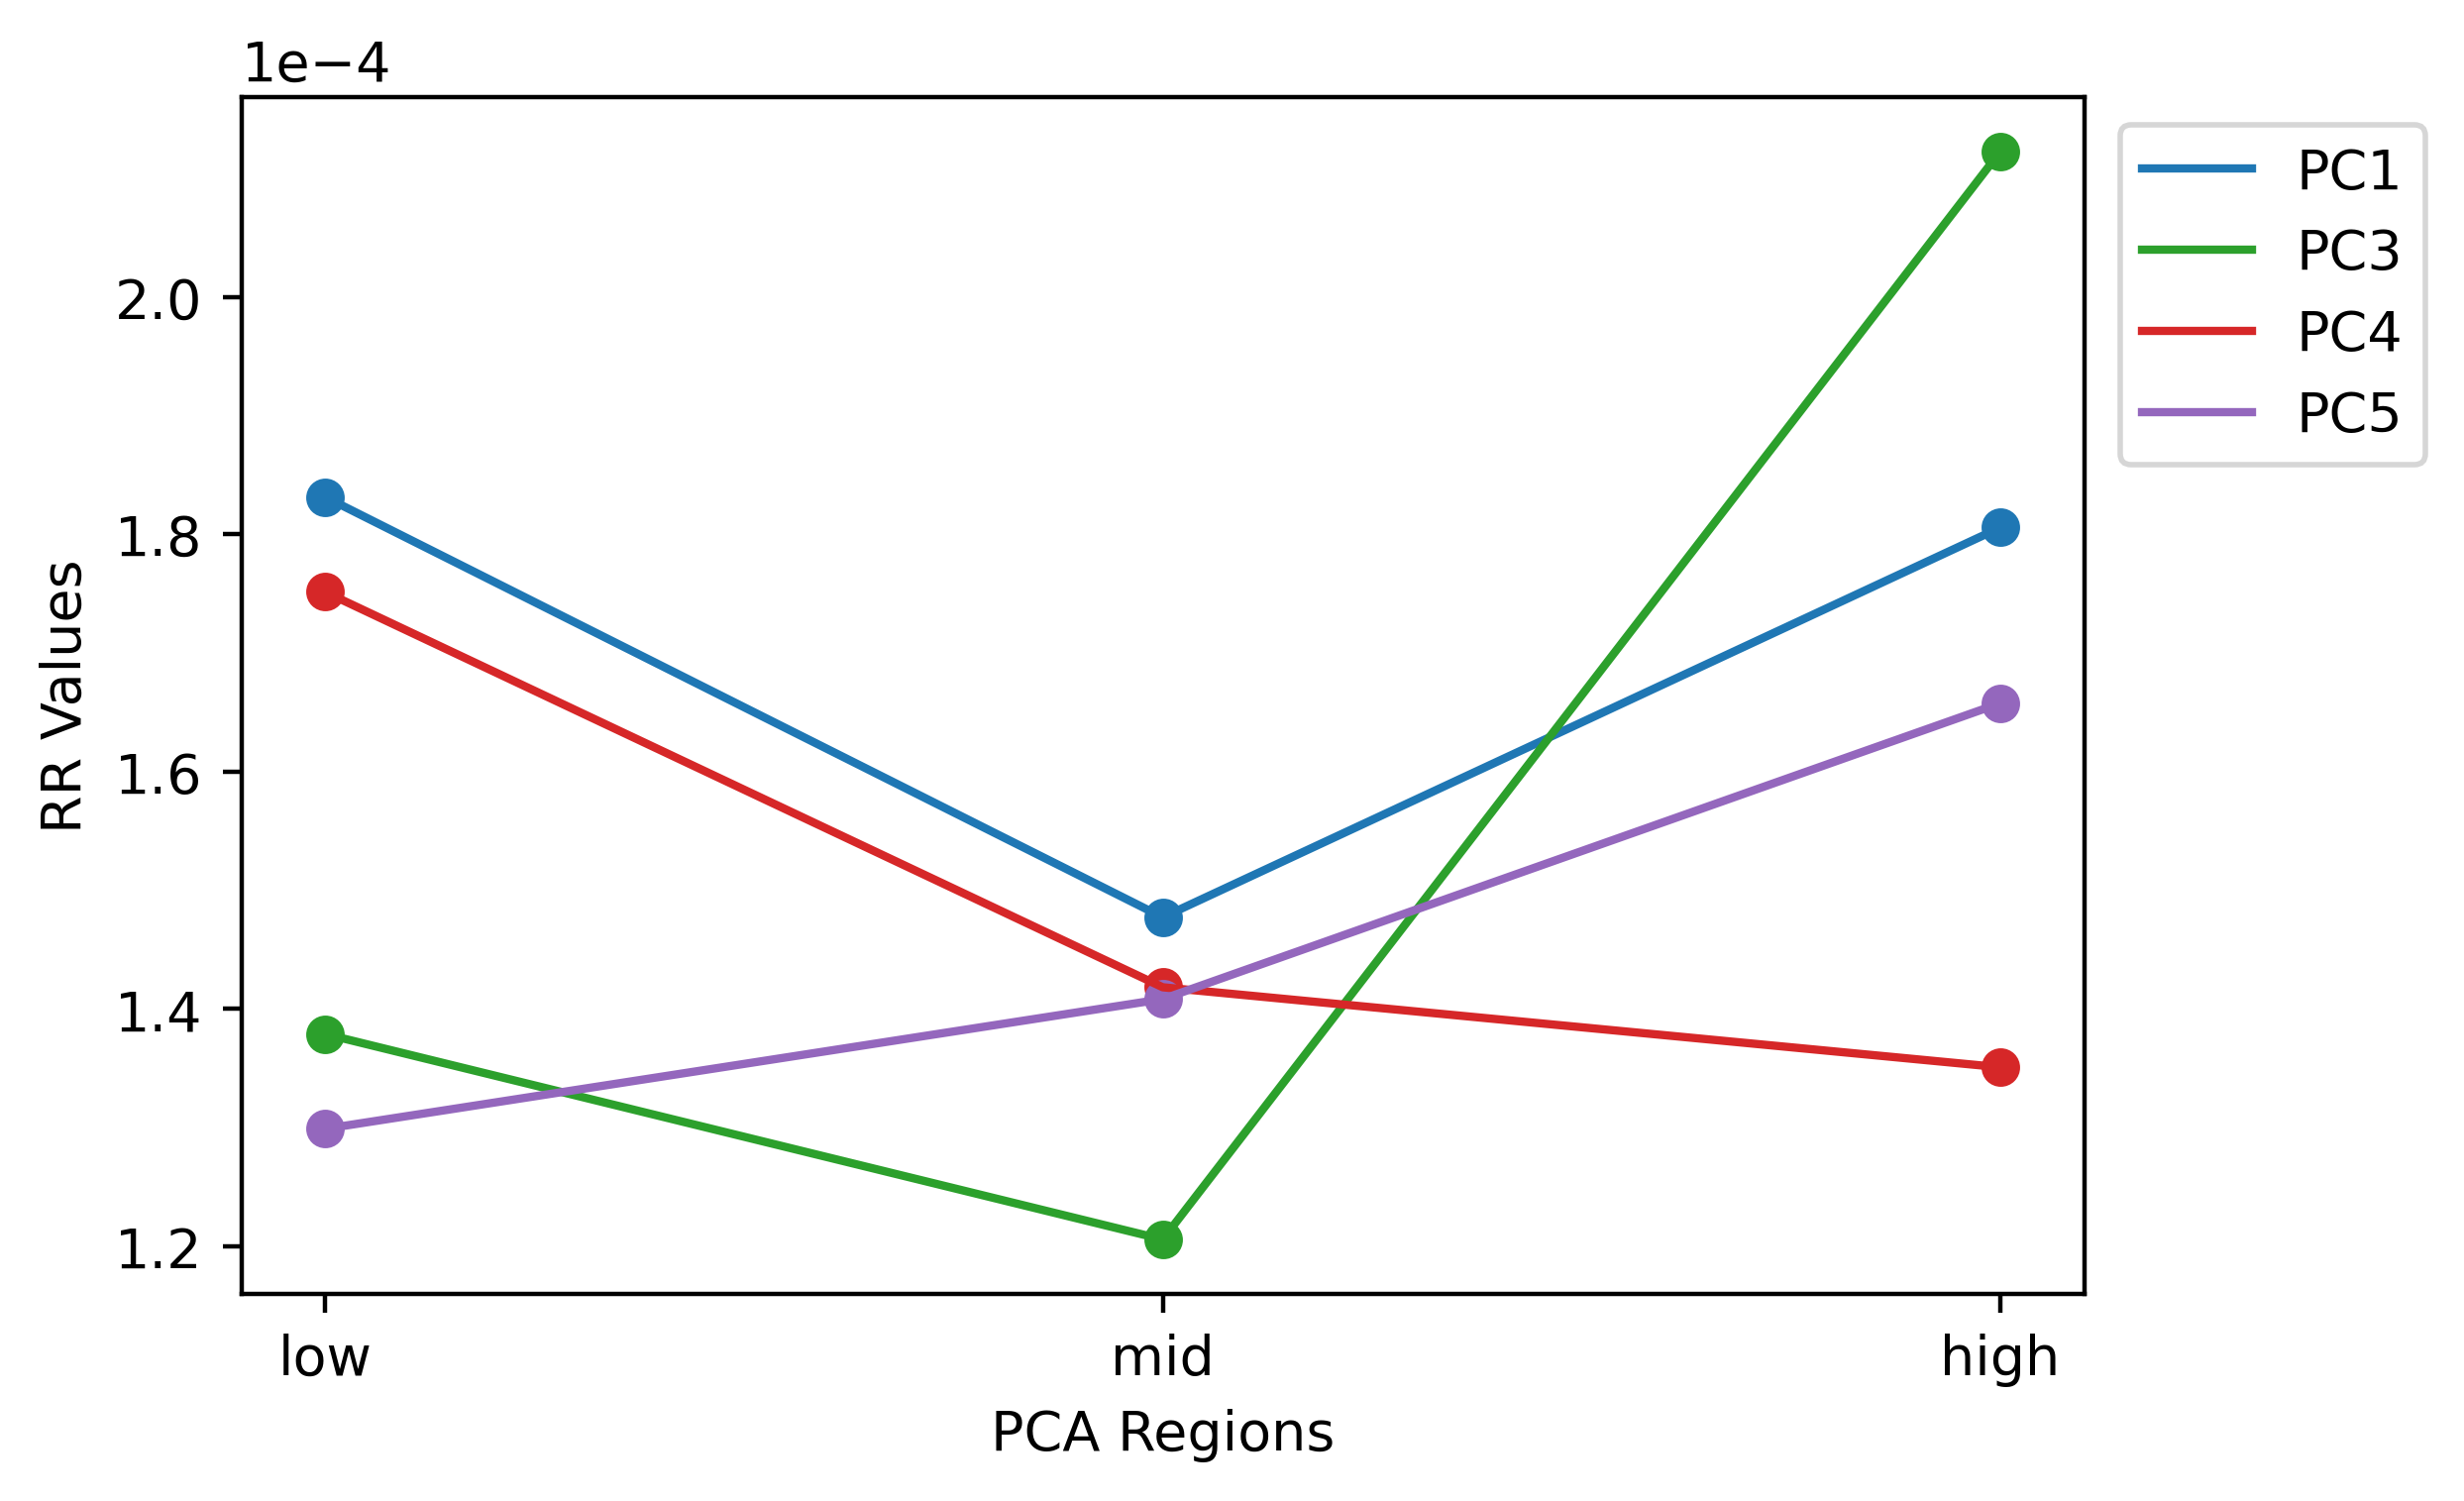 1e−4
2.0
1.8
1.6
1.4
1.2
RR Values
low
mid
high
PCA Regions
PC1
PC3
PC4
PC5